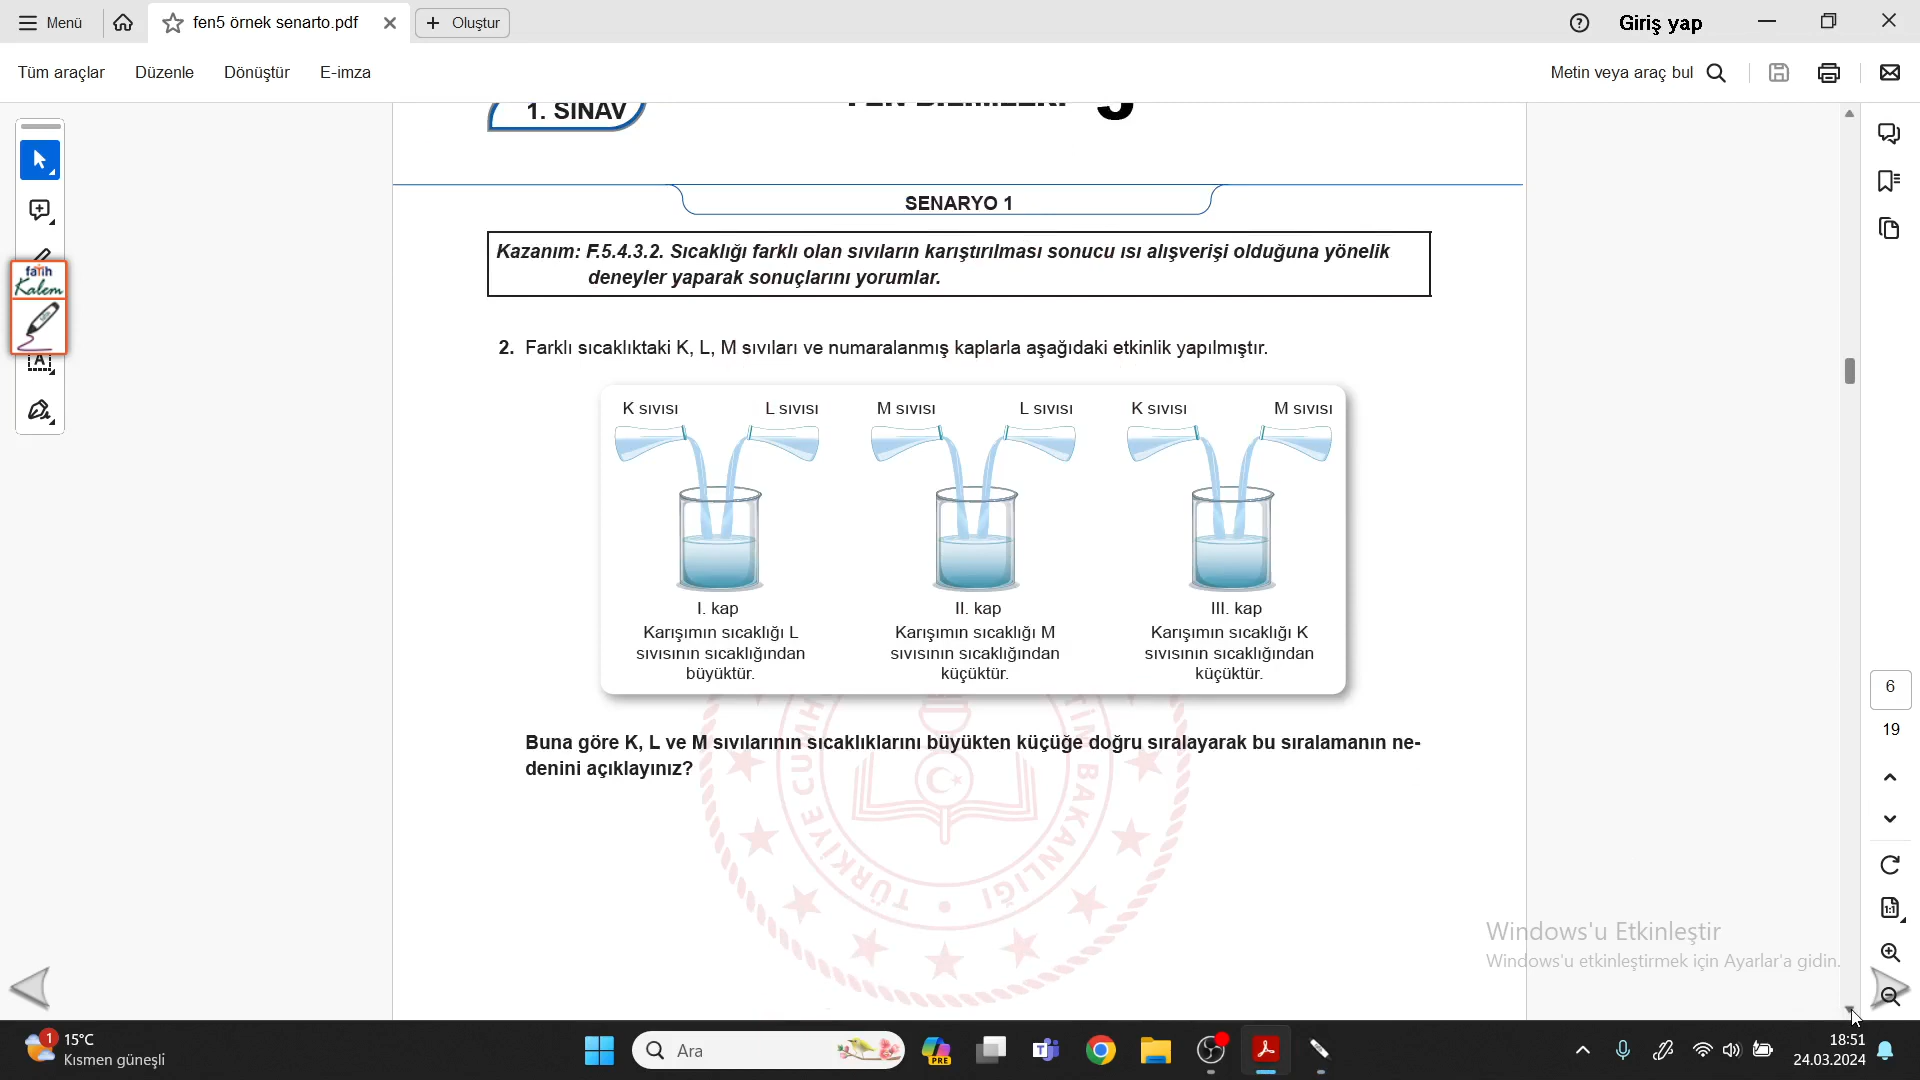 Menü
fen5 örnek senarto.pdf
Oluştur
Giriş yap
Tüm araçlar
Düzenle
Dönüştür
E-imza
Metin veya araç bul
1. SINAV
SENARYO 1
Kazanım: F.5.4.3.2. Sıcaklığı farklı olan sıvıların karıştırılması sonucu ısı alışverişi olduğuna yönelik
deneyler yaparak sonuçlarını yorumlar.
fatih
Kalem
2. Farklı sıcaklıktaki K, L, M sıvıları ve numaralanmış kaplarla aşağıdaki etkinlik yapılmıştır.
K sıvısı L sıvısı M sıvısı L sıvısı K sıvısı M sıvısı
I. kap
Karışımın sıcaklığı L
sıvısının sıcaklığından
büyüktür.
II. kap
Karışımın sıcaklığı M
sıvısının sıcaklığından
küçüktür.
III. kap
Karışımın sıcaklığı K
sıvısının sıcaklığından
küçüktür.
Buna göre K, L ve M sıvılarının sıcaklıklarını büyükten küçüğe doğru sıralayarak bu sıralamanın ne-
denini açıklayınız?
6
19
Windows'u Etkinleştir
Windows'u etkinleştirmek için Ayarlar'a gidin.
1
15°C
Kısmen güneşli
Ara
PRE
18:51
24.03.2024